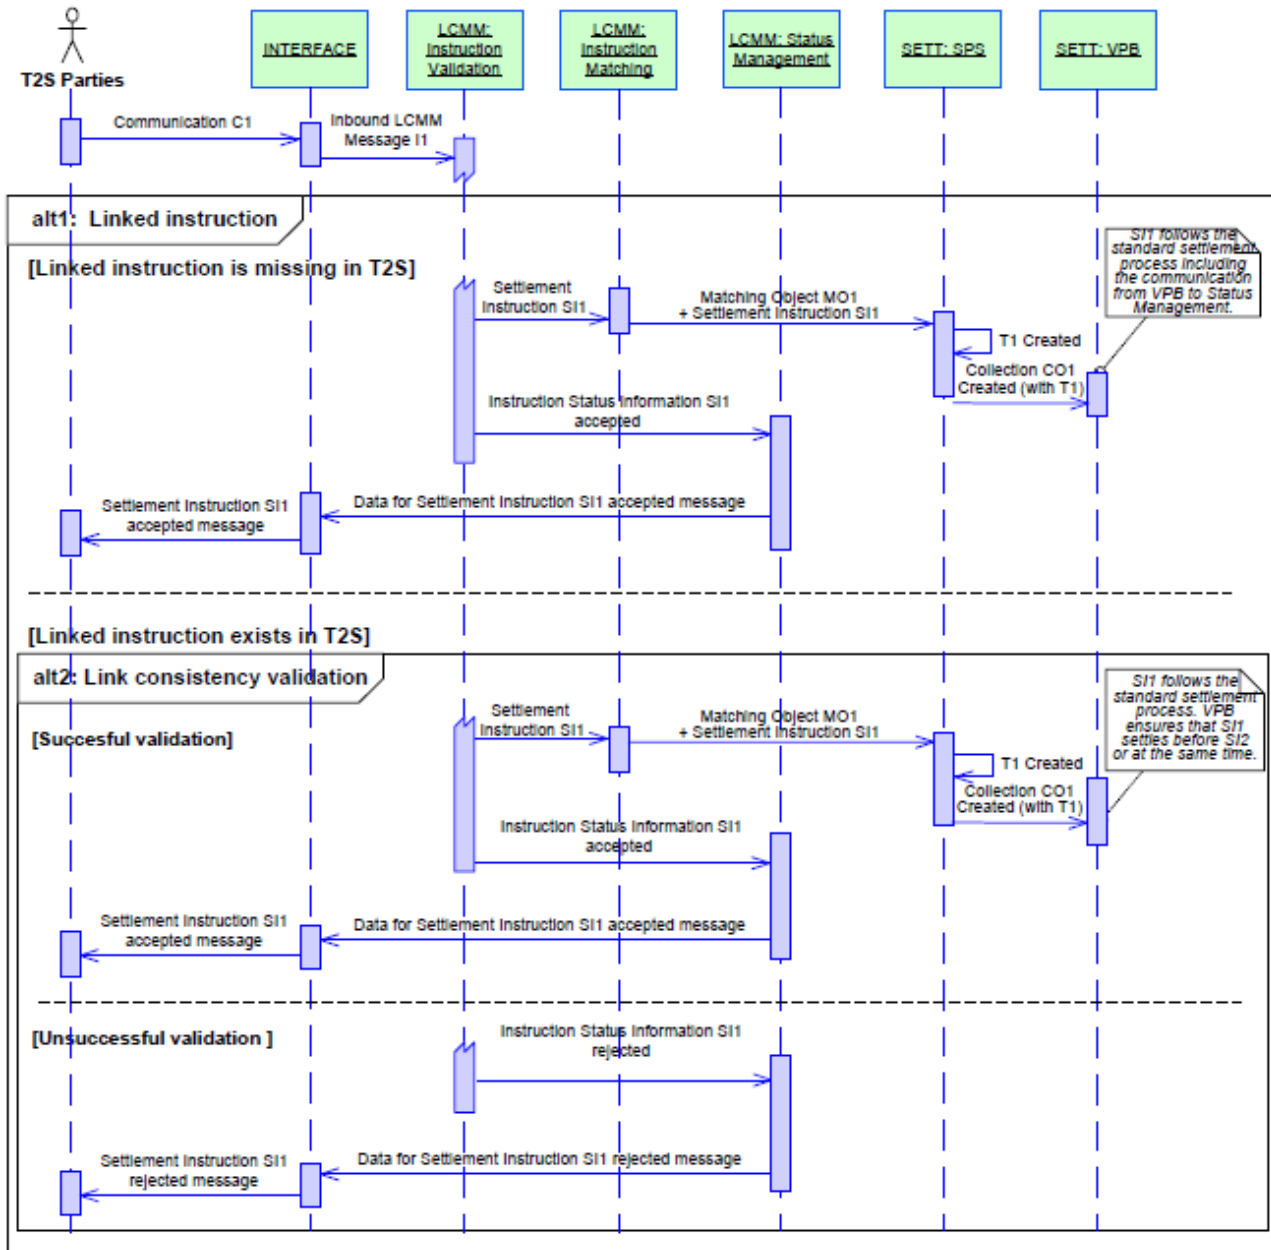 T2S Parties
INTERFACE
LCMM:
Instruction
Validation
LCMM:
Instruction
Matching
LCMM: Status
Management
SETT: SPS
SETT: VPB
Communication C1
Inbound LCMM
Message I1
alt1: Linked instruction
[Linked instruction is missing in T2S]
SI1 follows the
standard settlement
process including
the communication
from VPB to Status
Management.
Settlement
Instruction SI1
Matching Object MO1
+ Settlement Instruction SI1
T1 Created
Collection CO1
Created (with T1)
Instruction Status Information SI1
accepted
Data for Settlement Instruction SI1 accepted message
Settlement Instruction SI1
accepted message
[Linked instruction exists in T2S]
alt2: Link consistency validation
[Succesful validation]
SI1 follows the
standard settlement
process. VPB
ensures that SI1
settles before SI2
or at the same time.
Settlement
Instruction SI1
Matching Object MO1
+ Settlement Instruction SI1
T1 Created
Collection CO1
Created (with T1)
Instruction Status Information SI1
accepted
Data for Settlement Instruction SI1 accepted message
Settlement Instruction SI1
accepted message
[Unsuccessful validation ]
Instruction Status Information SI1
rejected
Data for Settlement Instruction SI1 rejected message
Settlement Instruction SI1
rejected message